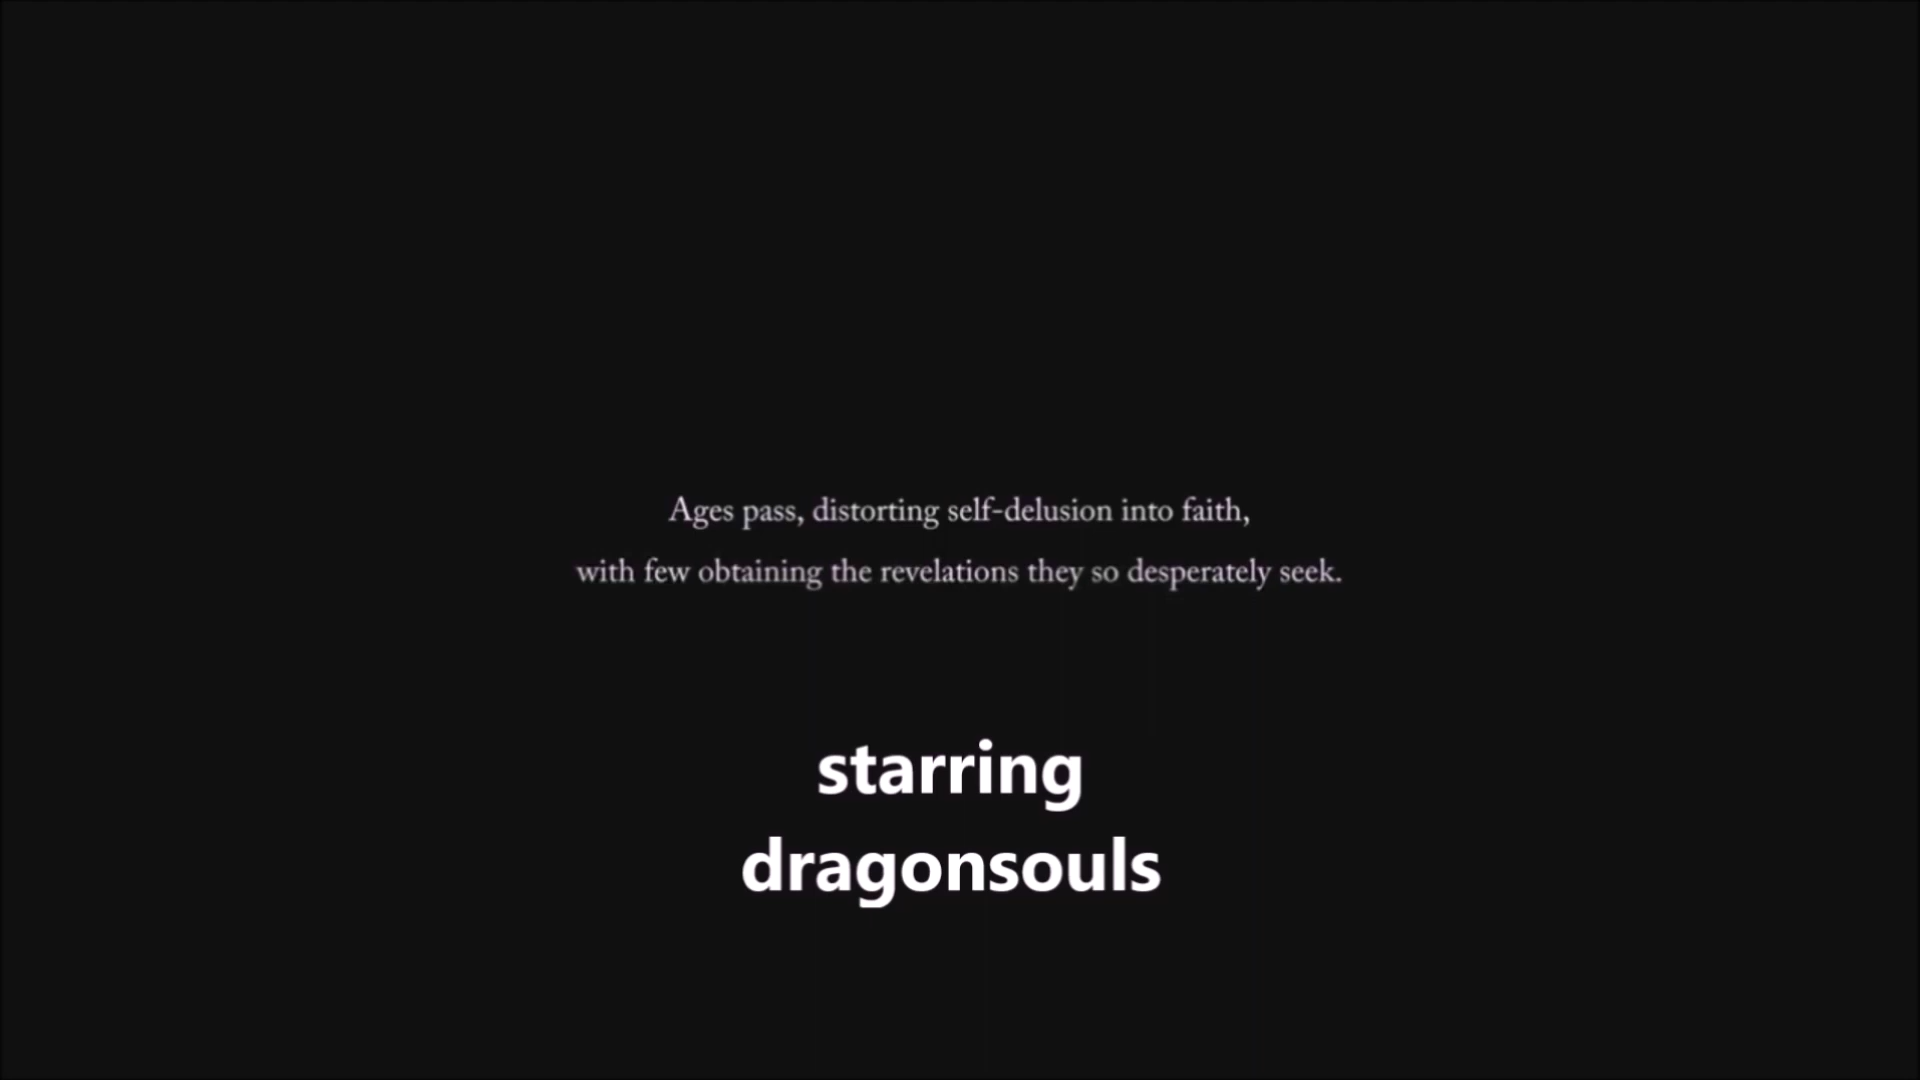 Ages pass, distorting self-delusion into faith,
with few obtaining the revelations they so desperately seek.
starring
dragonsouls